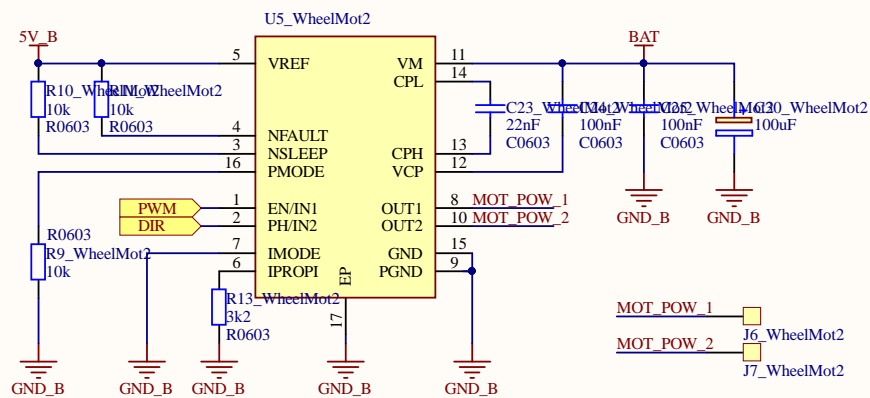 U5_WheelMot2
5V_B
BAT
5
VREF
VM
11
R10_WheelMot2
10k
R0603
R11_WheelMot2
10k
R0603
CPL
14
C23_WheelMot2
22nF
C0603
C24_WheelMot2
100nF
C0603
C25_WheelMot2
100nF
C0603
C30_WheelMot2
100uF
+
4
NFAULT
3
NSLEEP
CPH
13
16
PMODE
VCP
12
PWM
1
EN/IN1
OUT1
8
MOT_POW_1
DIR
2
PH/IN2
OUT2
10
MOT_POW_2
GND_B
GND_B
R0603
R9_WheelMot2
10k
7
IMODE
GND
15
6
IPROPI
EP
PGND
9
R13_WheelMot2
3k2
R0603
17
MOT_POW_1
J6_WheelMot2
MOT_POW_2
J7_WheelMot2
GND_B
GND_B
GND_B
GND_B
GND_B